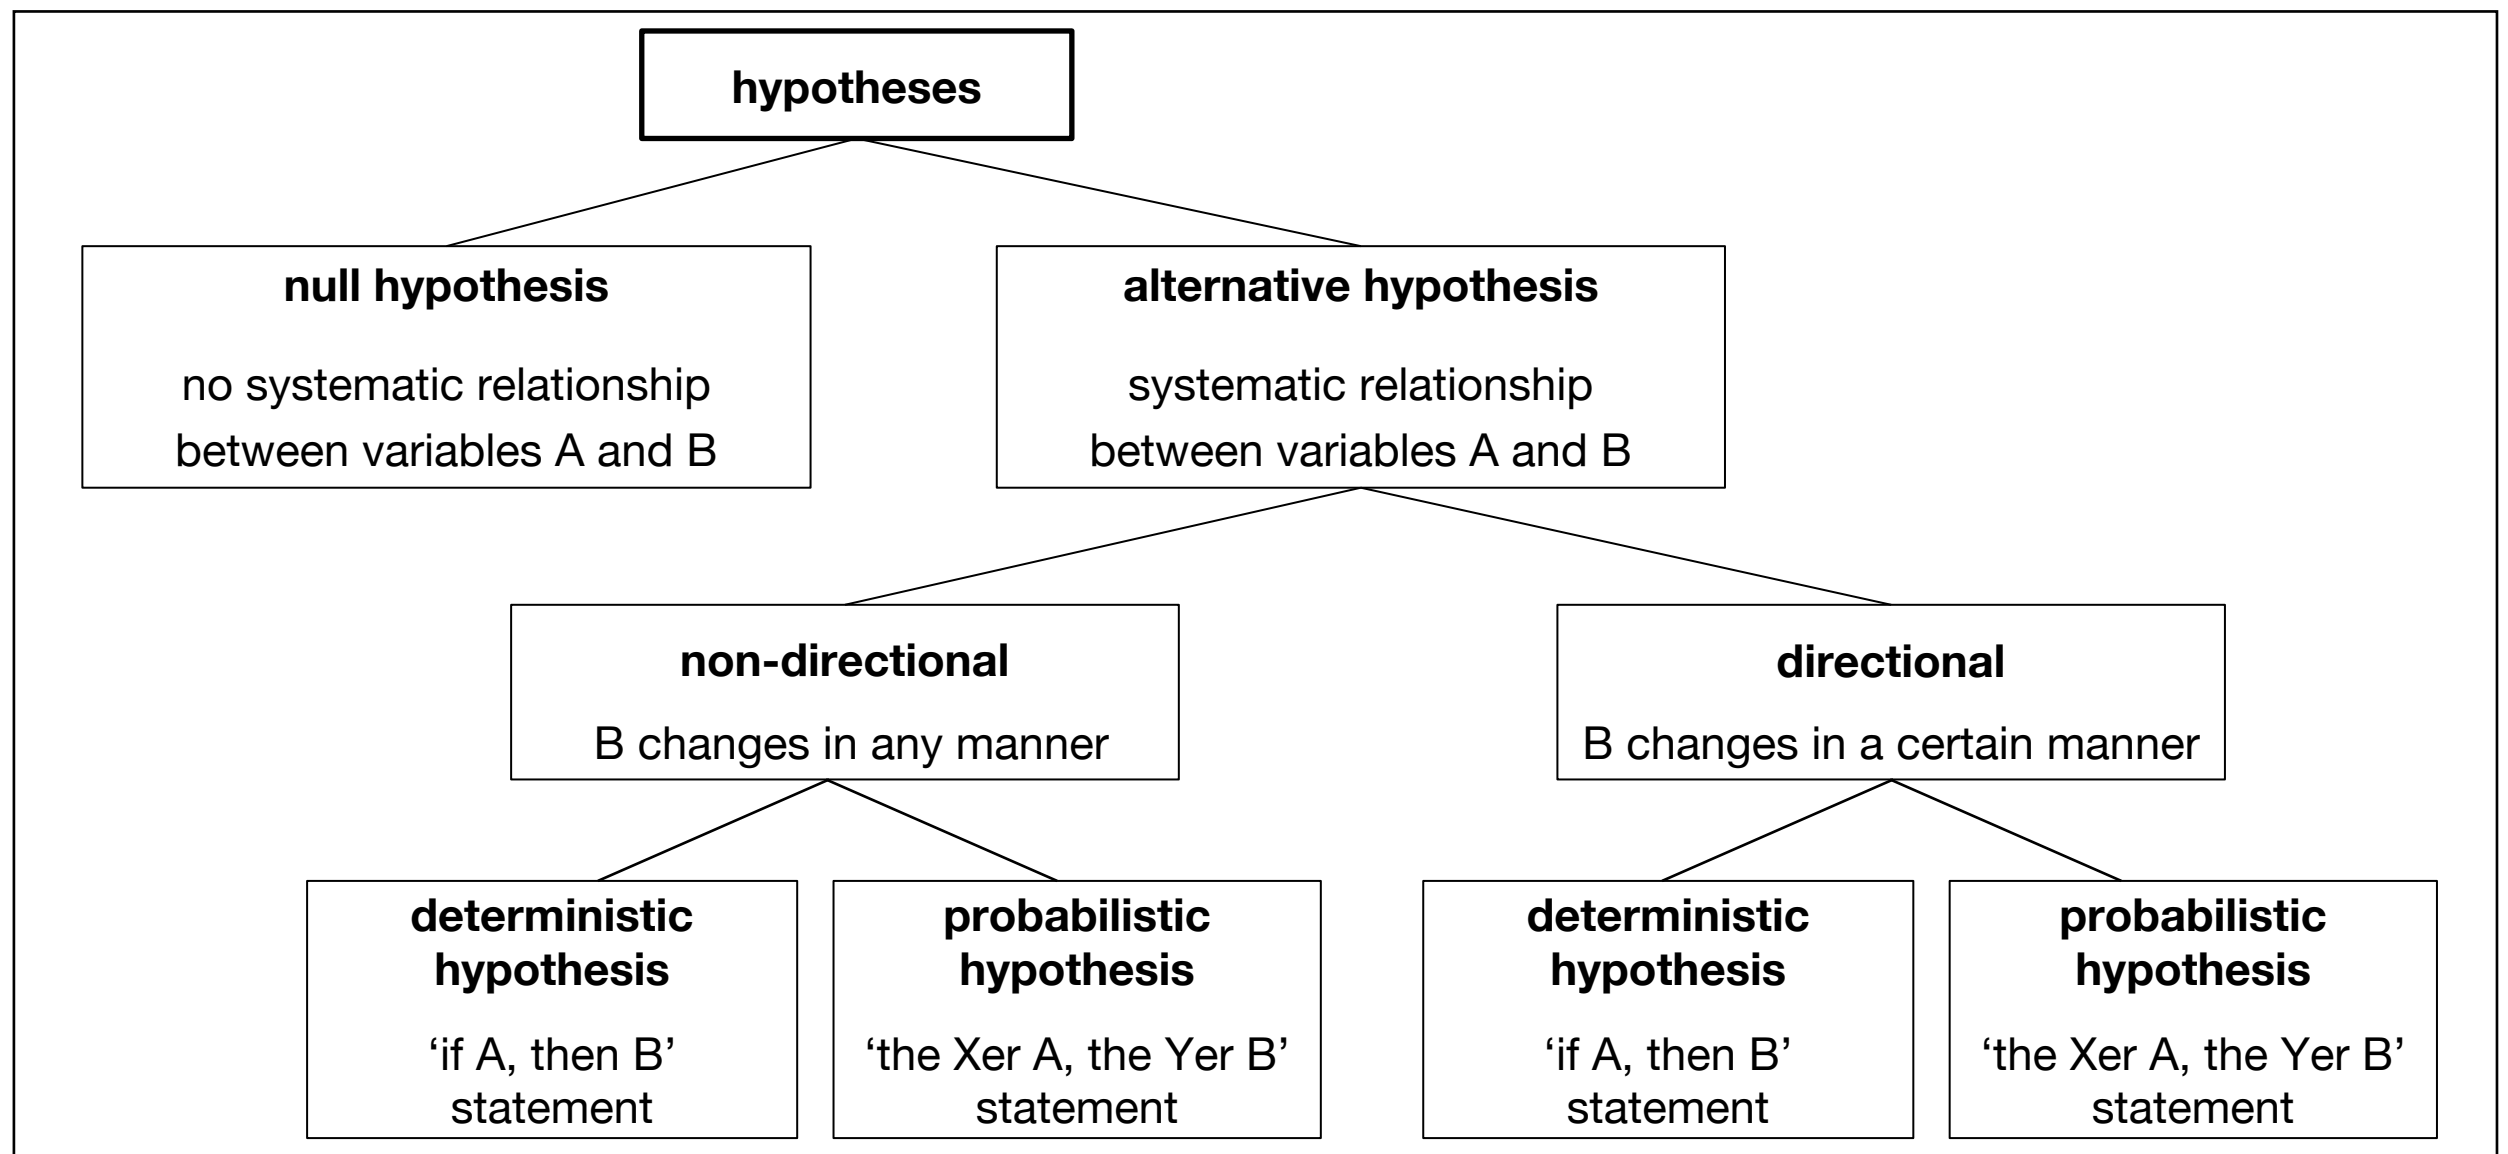 hypotheses
null hypothesis
no systematic relationship
between variables A and B
alternative hypothesis
systematic relationship
between variables A and B
non-directional
B changes in any manner
directional
B changes in a certain manner
deterministic
hypothesis
‘if A, then B’
statement
probabilistic
hypothesis
‘the Xer A, the Yer B’
statement
deterministic
hypothesis
‘if A, then B’
statement
probabilistic
hypothesis
‘the Xer A, the Yer B’
statement